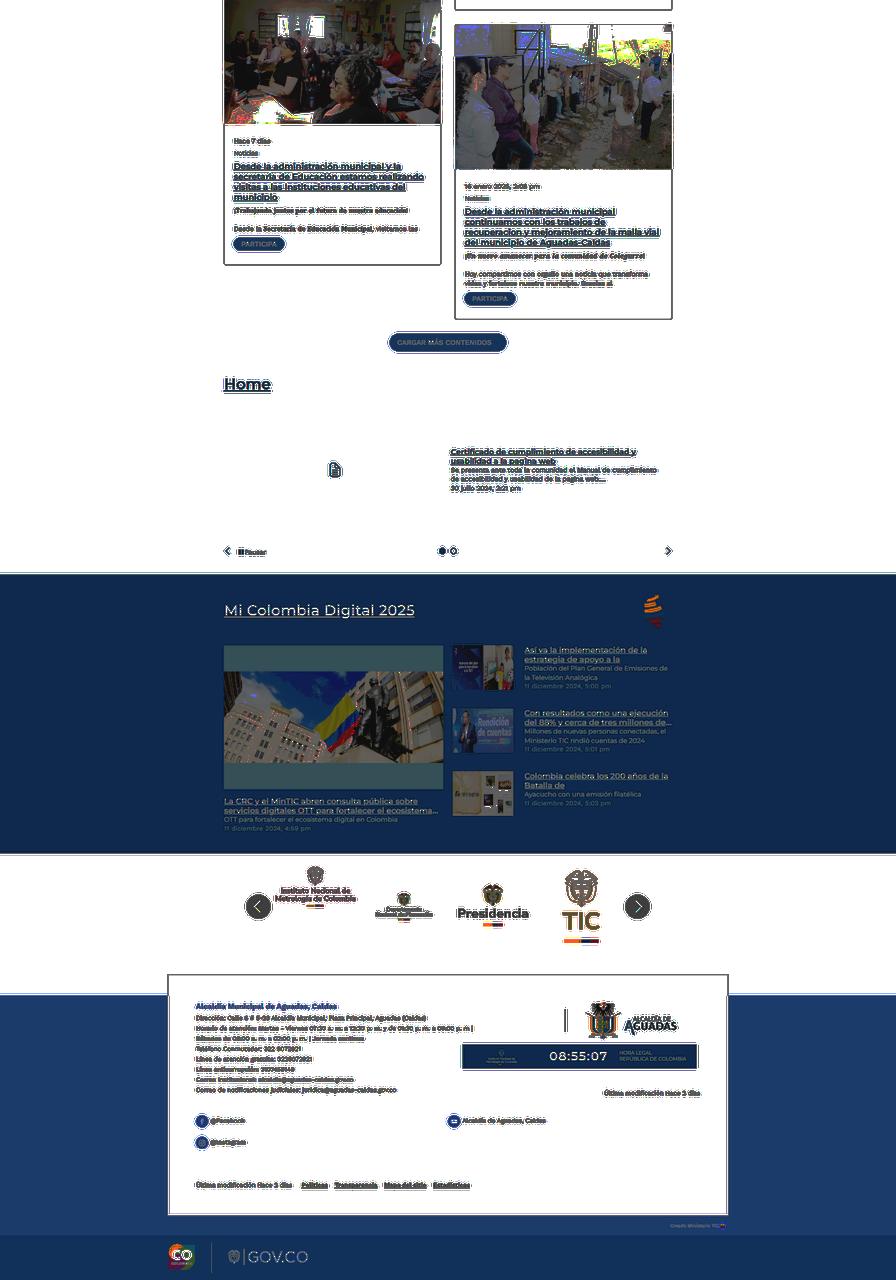 Hace 7 días
Noticias
Desde la administración municipal y la
secretaría de Educación estamos realizando
visitas a las instituciones educativas del
municipio
¡Trabajando juntos por el futuro de nuestra educación!
Desde la Secretaría de Educación Municipal, visitamos las
PARTICIPA
16 enero 2025,
Noticias
Desde la administración municipal
continuamos con los trabajos de
recuperación y mejoramiento de la malla vial
del municipio de Aguadas-Caldas
¡Un nuevo amanecer para la comunidad de
Hoy compartimos con orgullo una noticia que transforma
vidas y fortalece nuestro municipio. Gracias al
PARTICIPA
CARGAR MÁS CONTENIDOS
Home
Certificado de cumplimiento de accesibilidad y
usabilidad a la pagina web
Se presenta ante toda la comunidad el Manual de cumplimiento
de accesibilidad y usabilidad de la pagina web....
30 julio 2024,
Pausar
Mi Colombia Digital 2025
La CRC y el MinTIC abren consulta pública sobre
servicios digitales OTT para fortalecer el ecosistema...
OTT para fortalecer el ecosistema digital en Colombia
11 diciembre 2024, 4:59 pm
Así va la implementación de la
estrategia de apoyo a la
Población del Plan General de Emisiones de
la Televisión Analógica
11 diciembre 2024, 5:00 pm
Rendición
de cuentas
Con resultados como una ejecución
del 88% y cerca de tres millones de...
Millones de nuevas personas conectadas, el
Ministerio TIC rindió cuentas de 2024
11 diciembre 2024, 5:01 pm
Colombia celebra los 200 años de la
Batalla de
Ayacucho con una emisión filatélica
11 diciembre 2024, 5:03 pm
Instituto Nacional de
Metrología de Colombia
Presidencia
TIC
Alcaldía Municipal de Aguadas, Caldas
ALCALDÍA DE
AGUADAS
Dirección: Calle 6 # 5-23 Alcaldía Municipal, Plaza Principal, Aguadas (Caldas)
Horario de atención: Martes - Viernes 07:30 a. m. a 12:30 p. m. y de 01:30 p. m. a 05:00 p. m |
Sábados de 08:00 a. m. a 02:00 p. m. | Jornada continua
Teléfono Conmutador:
Línea de atención gratuita:
Línea anticorrupción:
Correo institucional: alcaldia@aguadas-caldas.gov.co
Correo de notificaciones judiciales: juridica@aguadas-caldas.gov.co
08:55:07
HORA LEGAL
REPÚBLICA DE COLOMBIA
Última modificación Hace 3 días
@Facebook
Alcaldía de Aguadas, Caldas
@Instagram
Última modificación Hace 3 días Políticas Transparencia Mapa del sitio Estadísticas
Creado Ministerio TIC
CO
GOV.CO